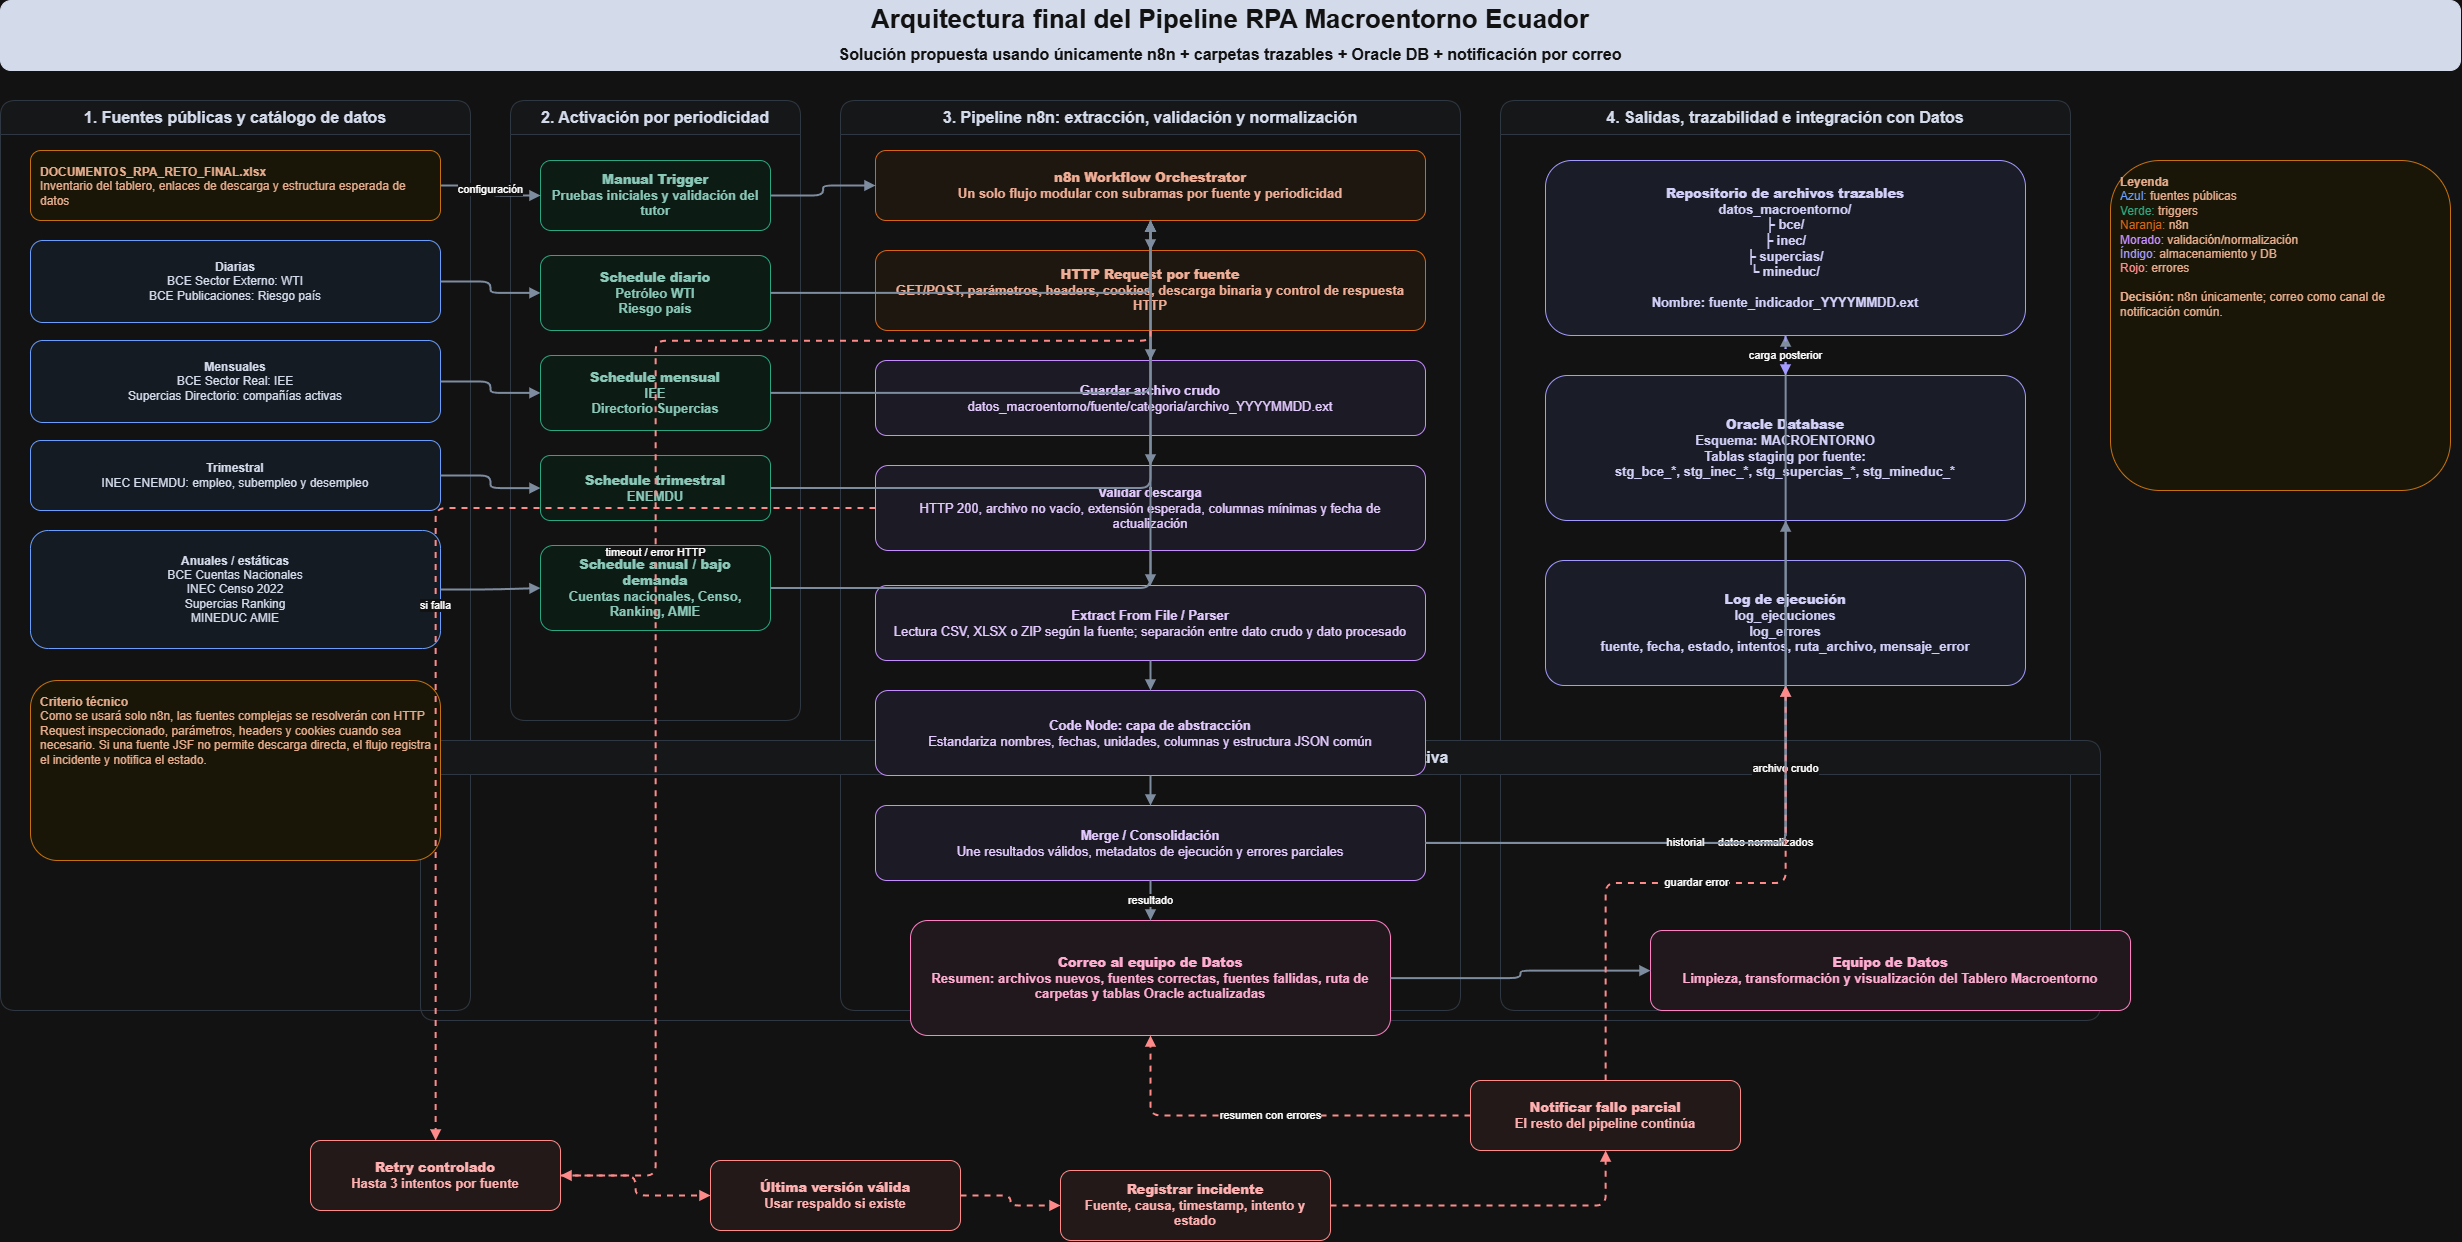 Arquitectura final del Pipeline RPA Macroentorno Ecuador
Solución propuesta usando únicamente n8n + carpetas trazables + Oracle DB + notificación por correo
1. Fuentes públicas y catálogo de datos
DOCUMENTOS_RPA_RETO_FINAL.xlsx
Inventario del tablero, enlaces de descarga y estructura esperada de
datos
configuración
Diarias
BCE Sector Externo: WTI
BCE Publicaciones: Riesgo país
Mensuales
BCE Sector Real: IEE
Supercias Directorio: compañías activas
Trimestral
INEC ENEMDU: empleo, subempleo y desempleo
Anuales / estáticas
BCE Cuentas Nacionales
INEC Censo 2022
Supercias Ranking
MINEDUC AMIE
si falla
Criterio técnico
Como se usará solo n8n, las fuentes complejas se resolverán con HTTP
Request inspeccionado, parámetros, headers y cookies cuando sea
necesario. Si una fuente JSF no permite descarga directa, el flujo registra
el incidente y notifica el estado.
2. Activación por periodicidad
Manual Trigger
Pruebas iniciales y validación del
tutor
Schedule diario
Petróleo WTI
Riesgo país
Schedule mensual
IEE
Directorio Supercias
Schedule trimestral
ENEMDU
timeout / error HTTP
Schedule anual / bajo
demanda
Cuentas nacionales, Censo,
Ranking, AMIE
3. Pipeline n8n: extracción, validación y normalización
n8n Workflow Orchestrator
Un solo flujo modular con subramas por fuente y periodicidad
HTTP Request por fuente
GET/POST, parámetros, headers, cookies, descarga binaria y control de respuesta
HTTP
Guardar archivo crudo
datos_macroentorno/fuente/categoria/archivo_YYYYMMDD.ext
Validar descarga
HTTP 200, archivo no vacío, extensión esperada, columnas mínimas y fecha de
actualización
Extract From File / Parser
Lectura CSV, XLSX o ZIP según la fuente; separación entre dato crudo y dato procesado
Code Node: capa de abstracción
Estandariza nombres, fechas, unidades, columnas y estructura JSON común
iva
Merge / Consolidación
Une resultados válidos, metadatos de ejecución y errores parciales
resultado
Correo al equipo de Datos
Resumen: archivos nuevos, fuentes correctas, fuentes fallidas, ruta de
carpetas y tablas Oracle actualizadas
4. Salidas, trazabilidad e integración con Datos
Repositorio de archivos trazables
datos_macroentorno/
├ bce/
├ inec/
├ supercias/
└ mineduc/
Nombre: fuente_indicador_YYYYMMDD.ext
carga posterior
Oracle Database
Esquema: MACROENTORNO
Tablas staging por fuente:
stg_bce_*, stg_inec_*, stg_supercias_*, stg_mineduc_*
Log de ejecución
log_ejecuciones
log_errores
fuente, fecha, estado, intentos, ruta_archivo, mensaje_error
archivo crudo
historial datos normalizados
guardar error
Equipo de Datos
Limpieza, transformación y visualización del Tablero Macroentorno
Leyenda
Azul: fuentes públicas
Verde: triggers
Naranja: n8n
Morado: validación/normalización
Índigo: almacenamiento y DB
Rojo: errores
Decisión: n8n únicamente; correo como canal de
notificación común.
Notificar fallo parcial
El resto del pipeline continúa
resumen con errores
Retry controlado
Hasta 3 intentos por fuente
Última versión válida
Usar respaldo si existe
Registrar incidente
Fuente, causa, timestamp, intento y
estado